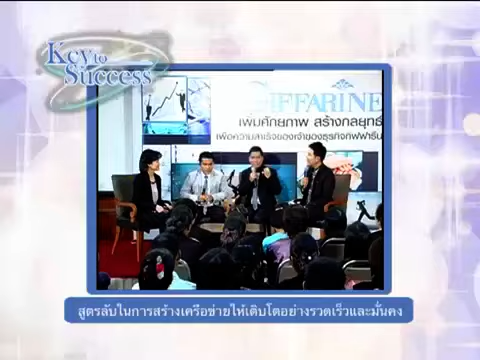 Key to
Success
GIFFARINE
เพิ่มศักยภาพ สร้างกลยุทธ์
เพื่อความสำเร็จของเจ้าของธุรกิจกิฟฟารีน
สูตรลับในการสร้างเครือข่ายให้เติบโตอย่างรวดเร็วและมั่นคง